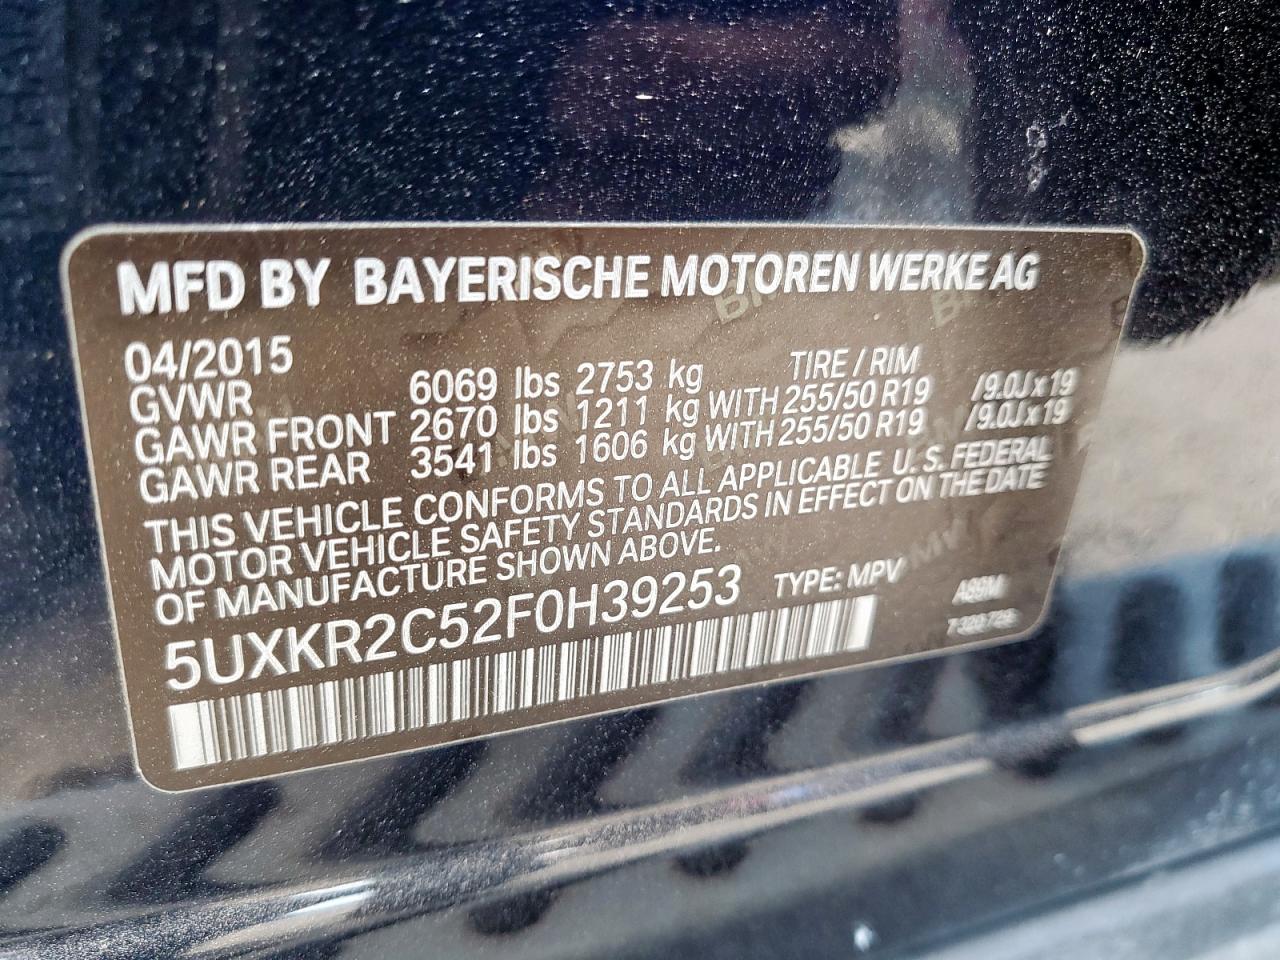 MFD BY BAYERISCHE MOTOREN WERKE AG
04/2015 TIRE / RIM
GVWR 6069 lbs 2753 kg
GAWR FRONT 2670 lbs 1211 kg WITH 255/50 R19 /9.0J x 19
GAWR REAR 3541 lbs 1606 kg WITH 255/50 R19 /9.0J x 19
THIS VEHICLE CONFORMS TO ALL APPLICABLE U. S. FEDERAL
MOTOR VEHICLE SAFETY STANDARDS IN EFFECT ON THE DATE
OF MANUFACTURE SHOWN ABOVE.
5UXKR2C52F0H39253 TYPE: MPV